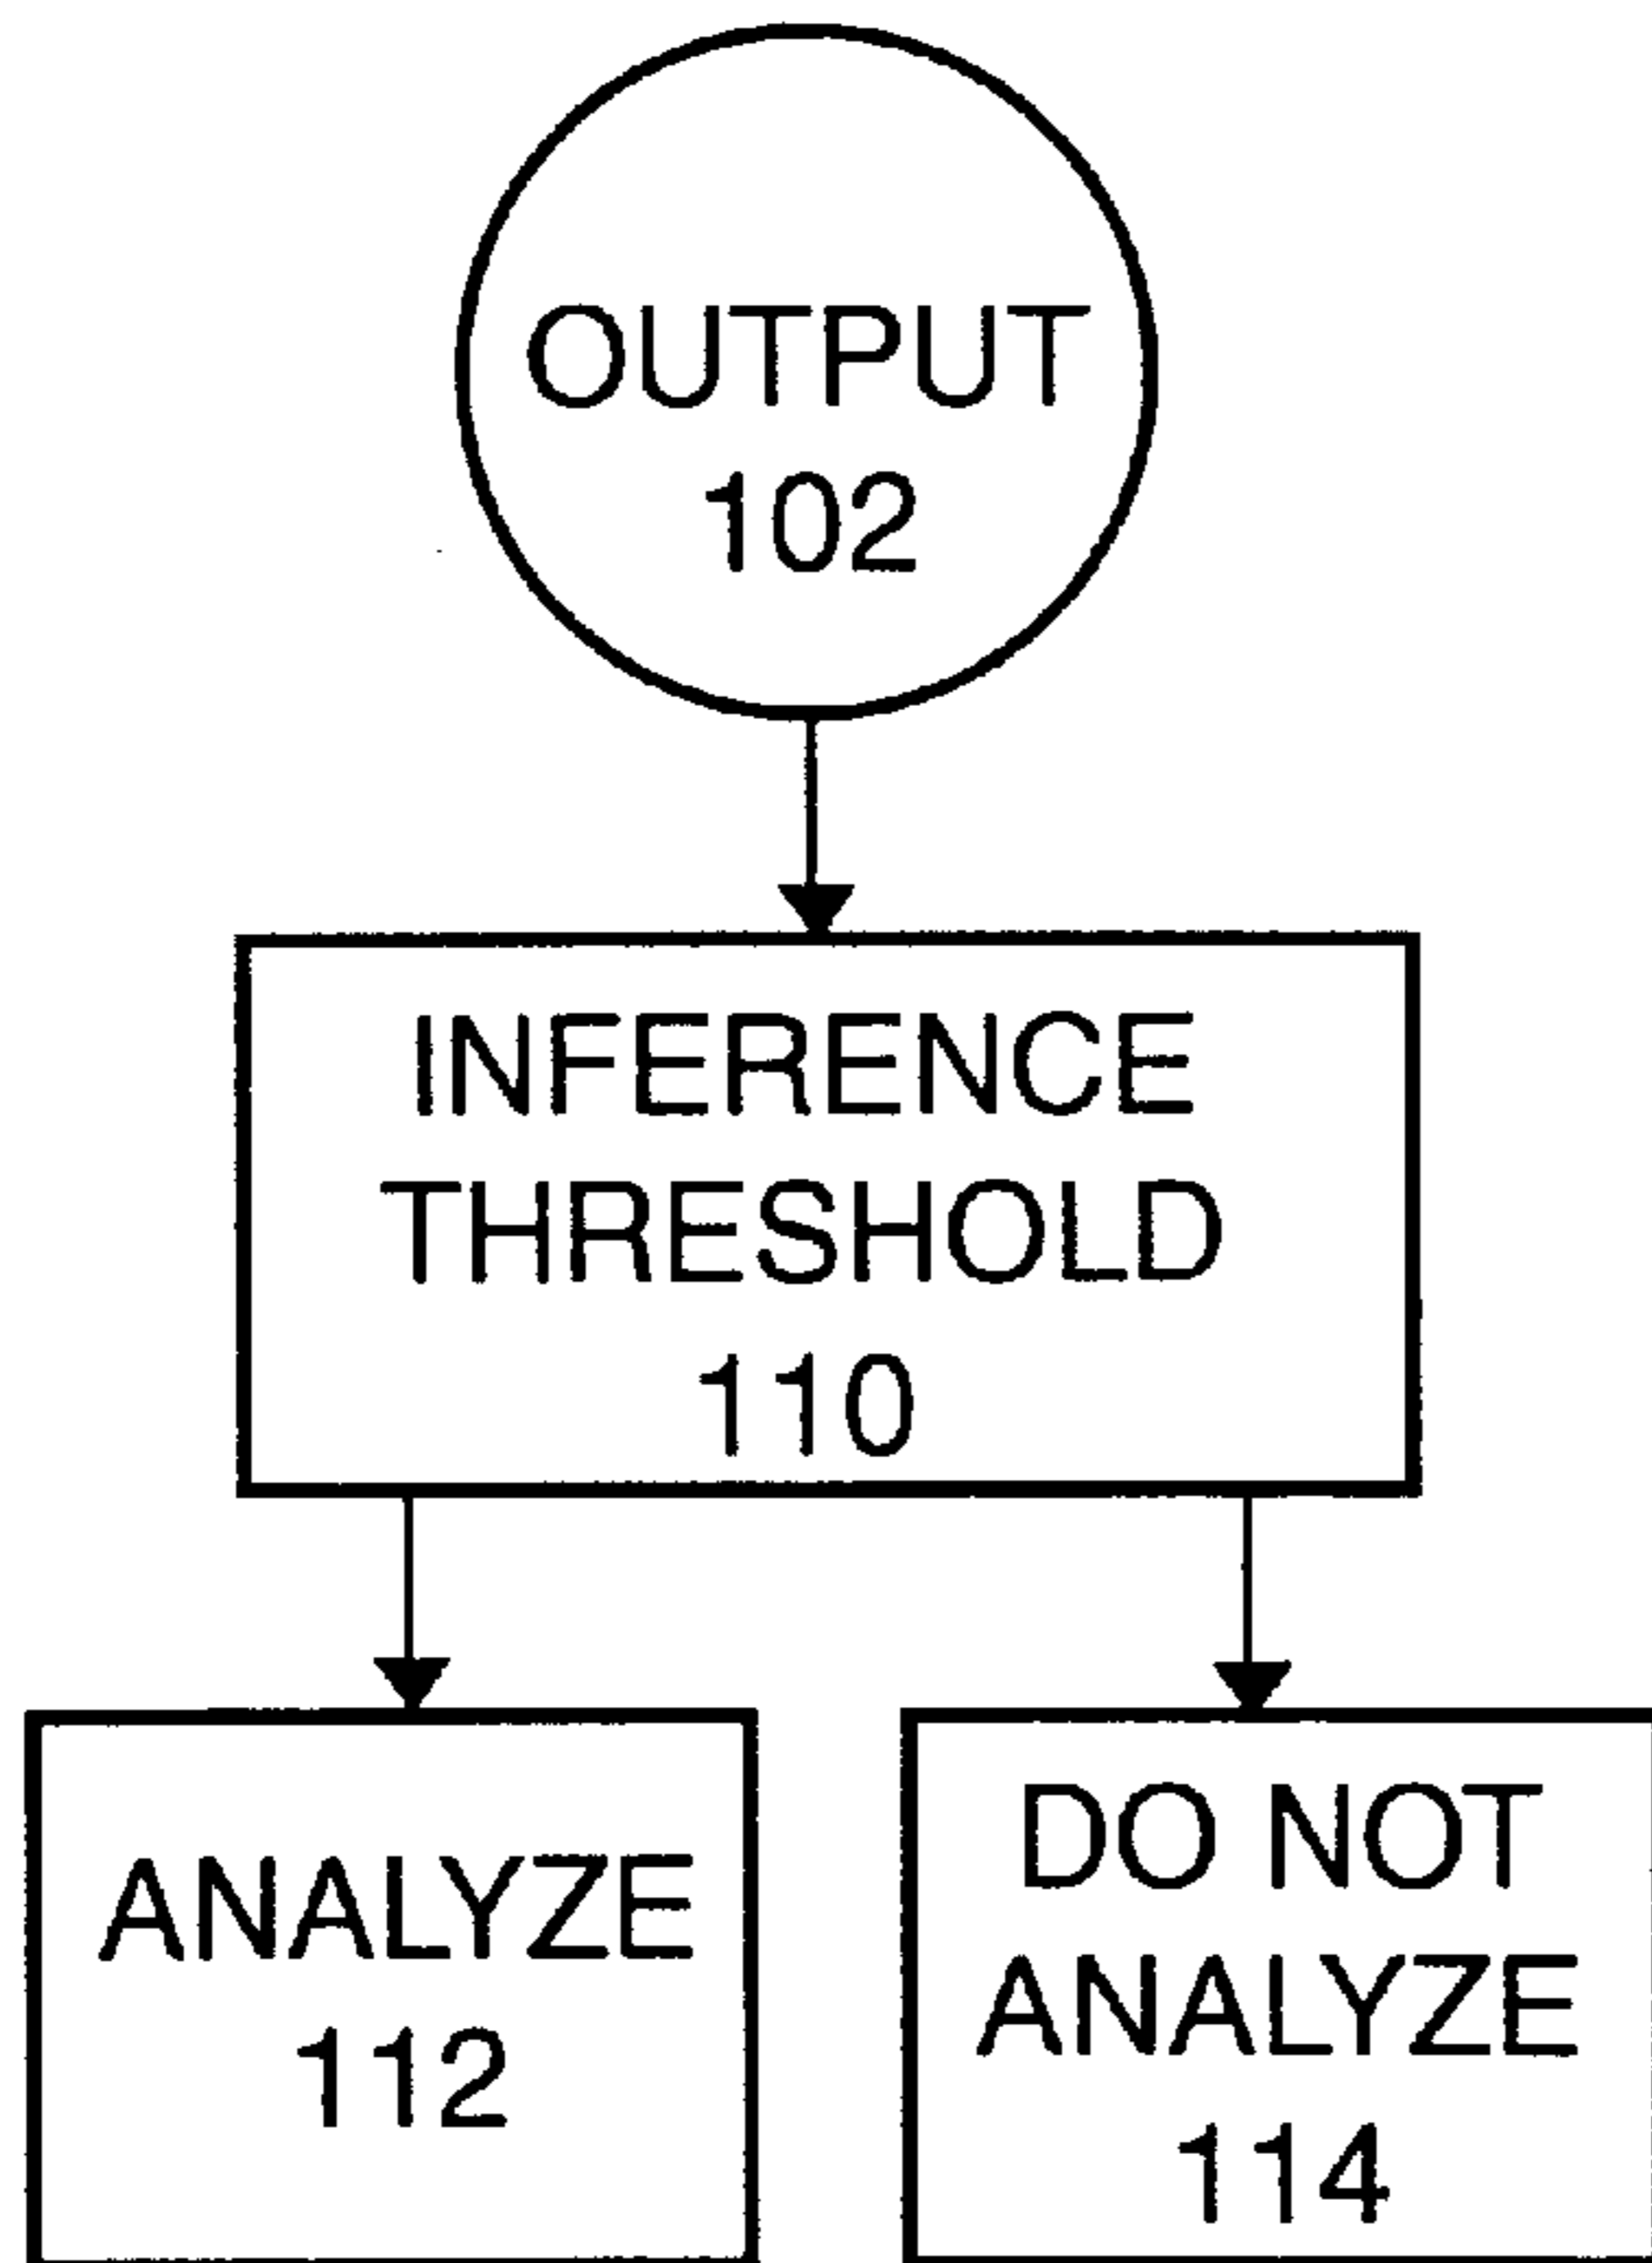 OUTPUT
102
INFERENCE
THRESHOLD
110
ANALYZE
112
DO NOT
ANALYZE
114